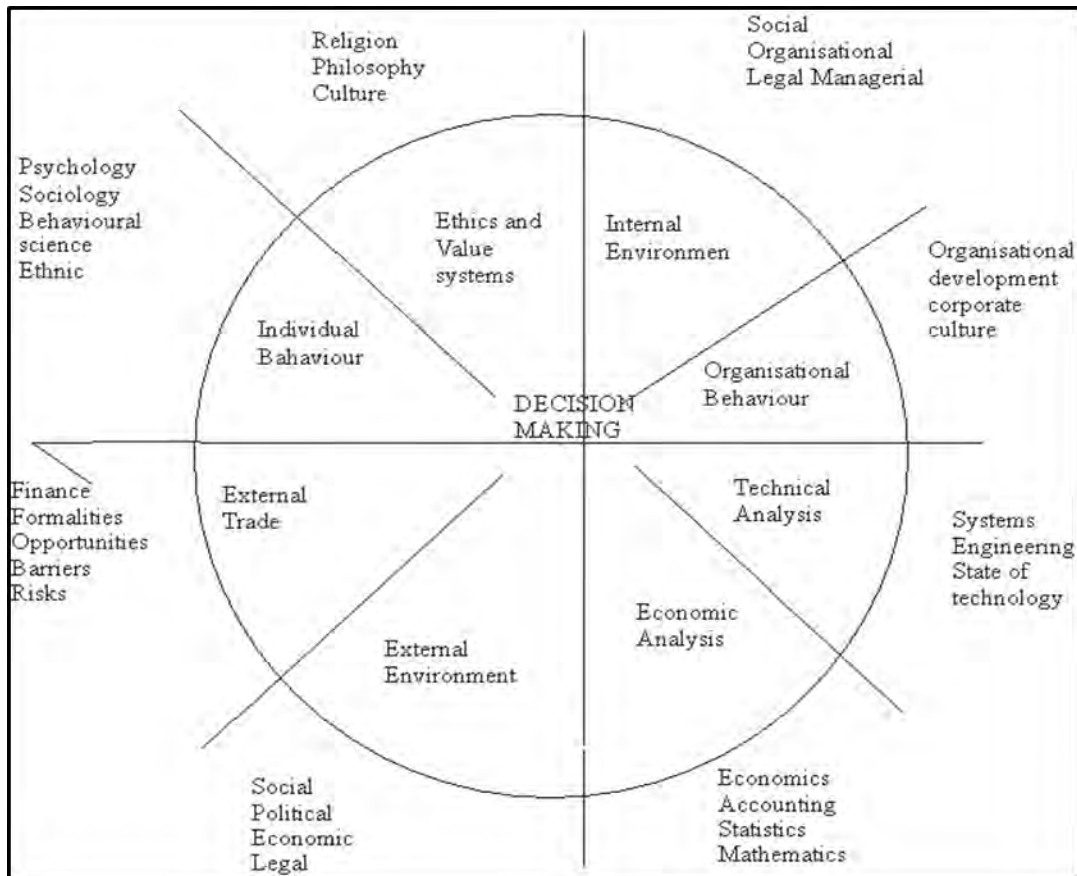 Religion
Philosophy
Culture
Social
Organisational
Legal Managerial
Psychology
Sociology
Behavioural
science
Ethnic
Ethics and
Value
systems
Internal
Environmen
Organisational
development
corporate
culture
Individual
Bahaviour
Organisational
Behaviour
DECISION
MAKING
Finance
Formalities
Opportunities
Barriers
Risks
External
Trade
Technical
Analysis
Systems
Engineering
State of
technology
External
Environment
Economic
Analysis
Social
Political
Economic
Legal
Economics
Accounting
Statistics
Mathematics